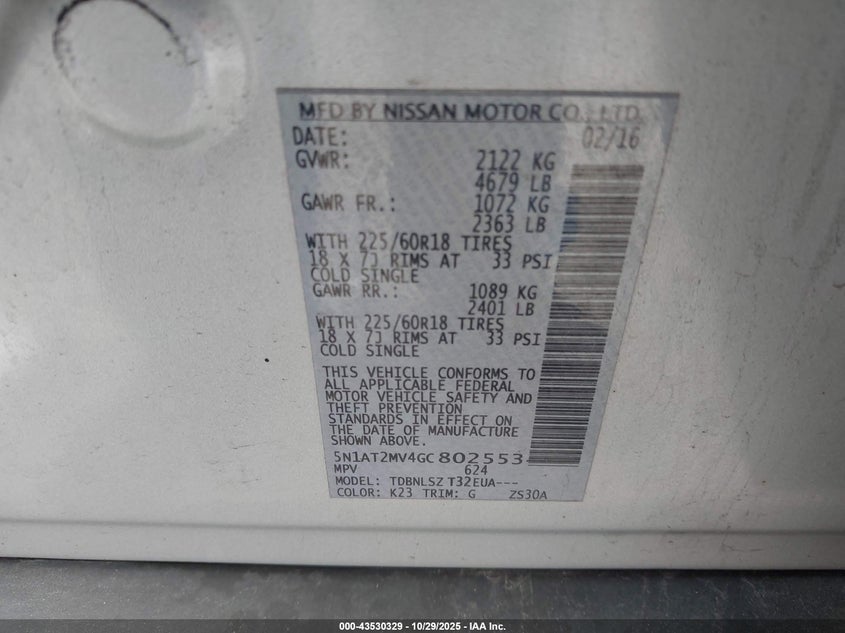 MFD BY NISSAN MOTOR CO., LTD.
DATE: 02/16
GVWR: 2122 KG
4679 LB
GAWR FR.: 1072 KG
2363 LB
WITH 225/60R18 TIRES
18 X 7J RIMS AT 33 PSI
COLD SINGLE
GAWR RR.: 1089 KG
2401 LB
WITH 225/60R18 TIRES
18 X 7J RIMS AT 33 PSI
COLD SINGLE
THIS VEHICLE CONFORMS TO
ALL APPLICABLE FEDERAL
MOTOR VEHICLE SAFETY AND
THEFT PREVENTION
STANDARDS IN EFFECT ON
THE DATE OF MANUFACTURE
SHOWN ABOVE.
5N1AT2MV4GC802553
MPV 624
MODEL: TDBNLSZ T32EUA---
COLOR: K23 TRIM: G ZS30A
000-43530329 - 10/29/2025 - IAA Inc.